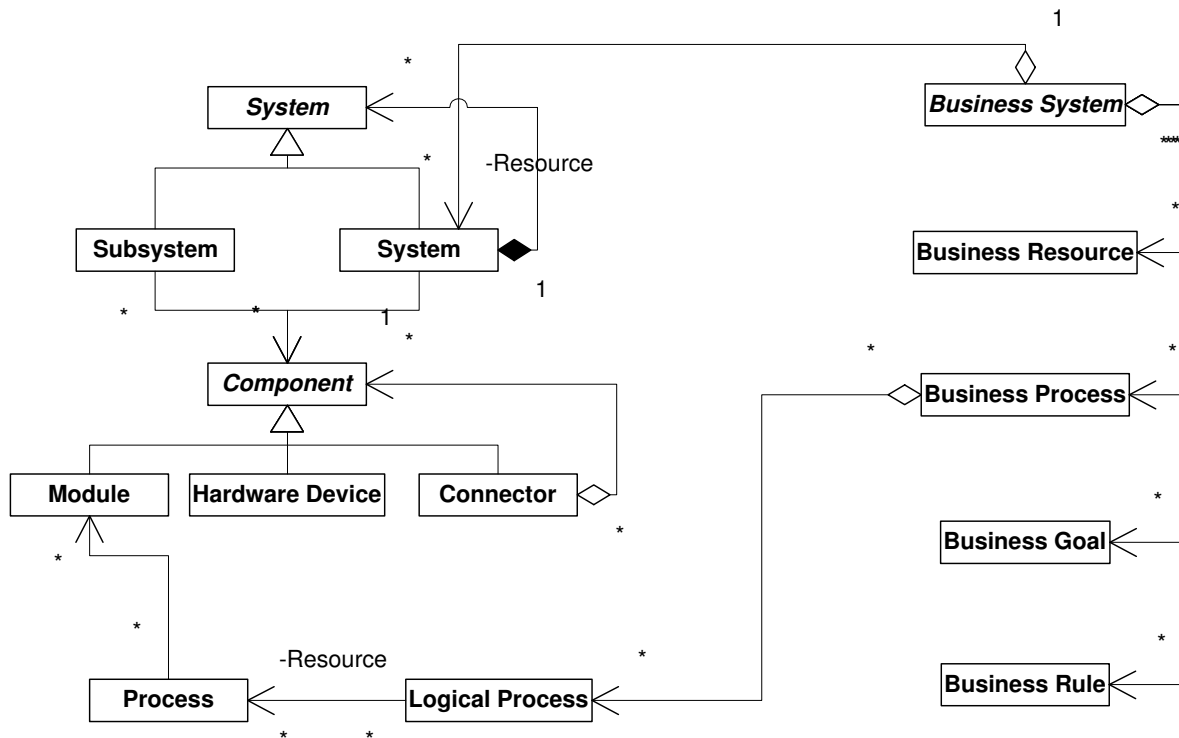 1
*
System
Business System
****
*
-Resource
*
Subsystem
System
Business Resource
1
*
*
1
*
*
*
Component
Business Process
Module
Hardware Device
Connector
*
*
*
Business Goal
*
*
*
-Resource
Process
Logical Process
Business Rule
*
*